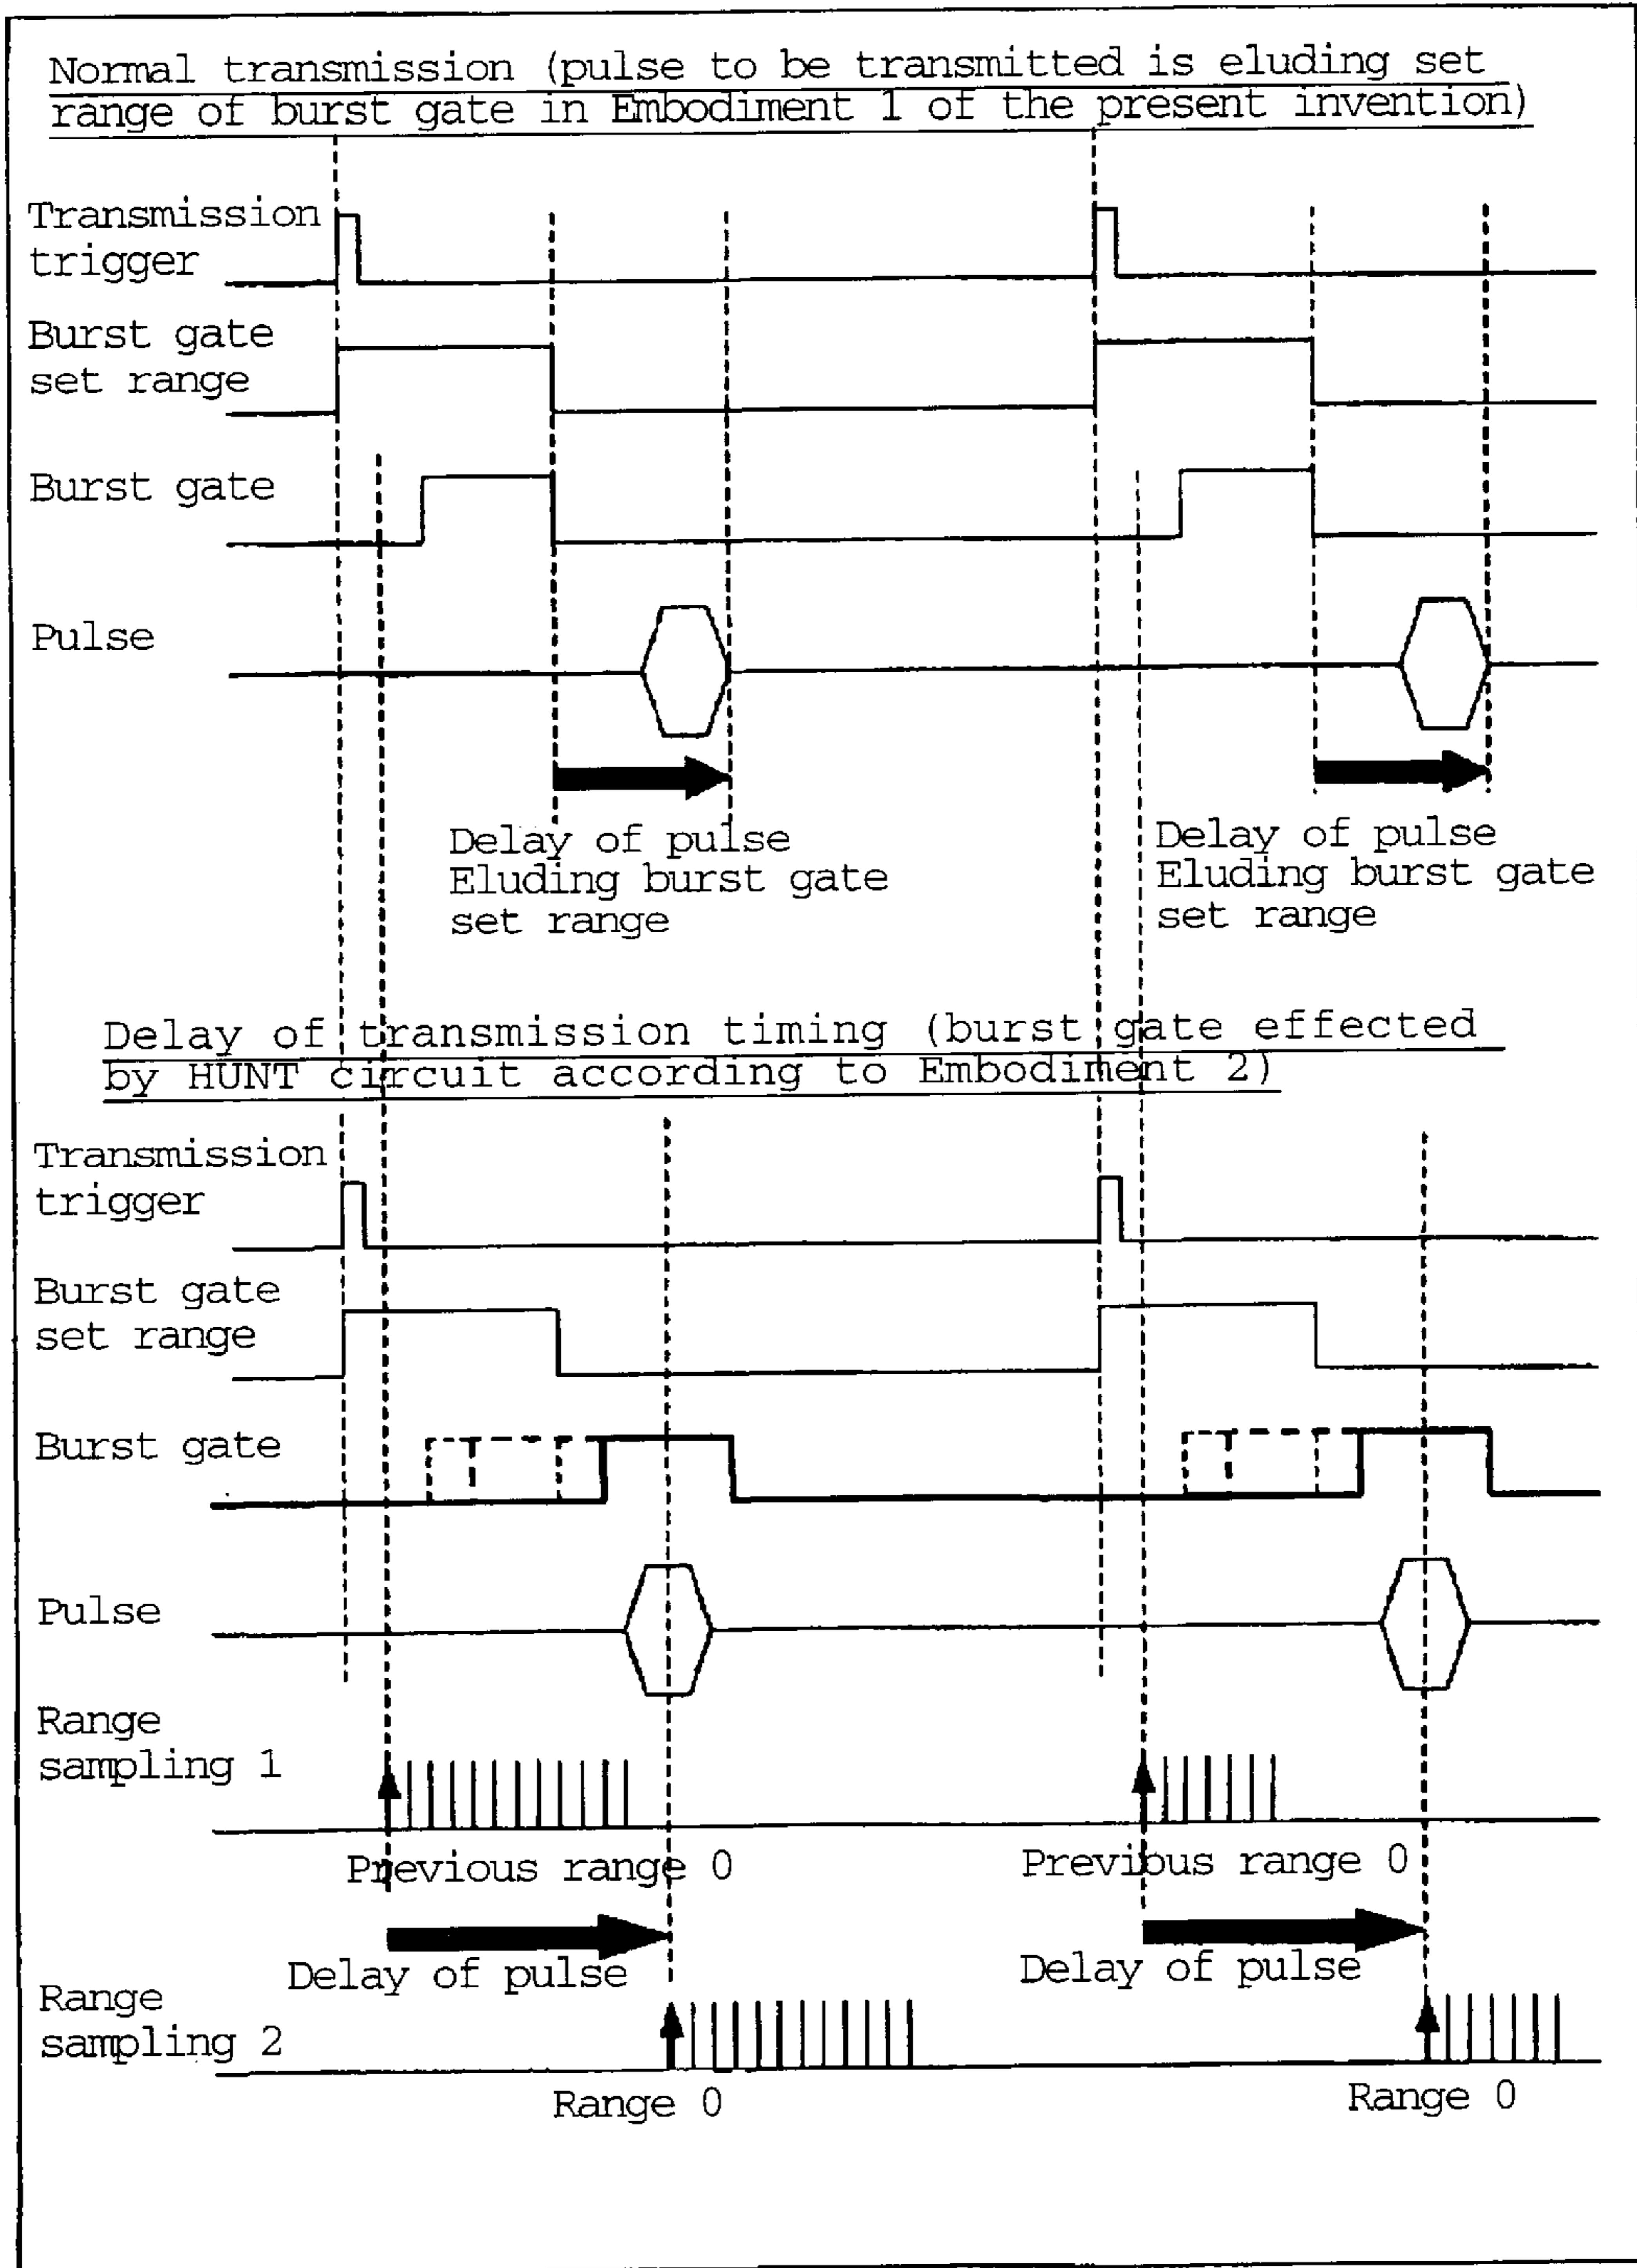 Normal transmission (pulse to be transmitted is eluding set
range of burst gate in Embodiment 1 of the present invention)
Transmission
trigger
Burst gate
set range
Burst gate
Pulse
Delay of pulse
Eluding burst gate
set range
Delay of pulse
Eluding burst gate
set range
Delay of transmission timing (burst gate effected
by HUNT circuit according to Embodiment 2)
Transmission
trigger
Burst gate
set range
Burst gate
Pulse
Range
sampling 1
Previous range 0
Previous range 0
Delay of pulse
Delay of pulse
Range
sampling 2
Range 0
Range 0